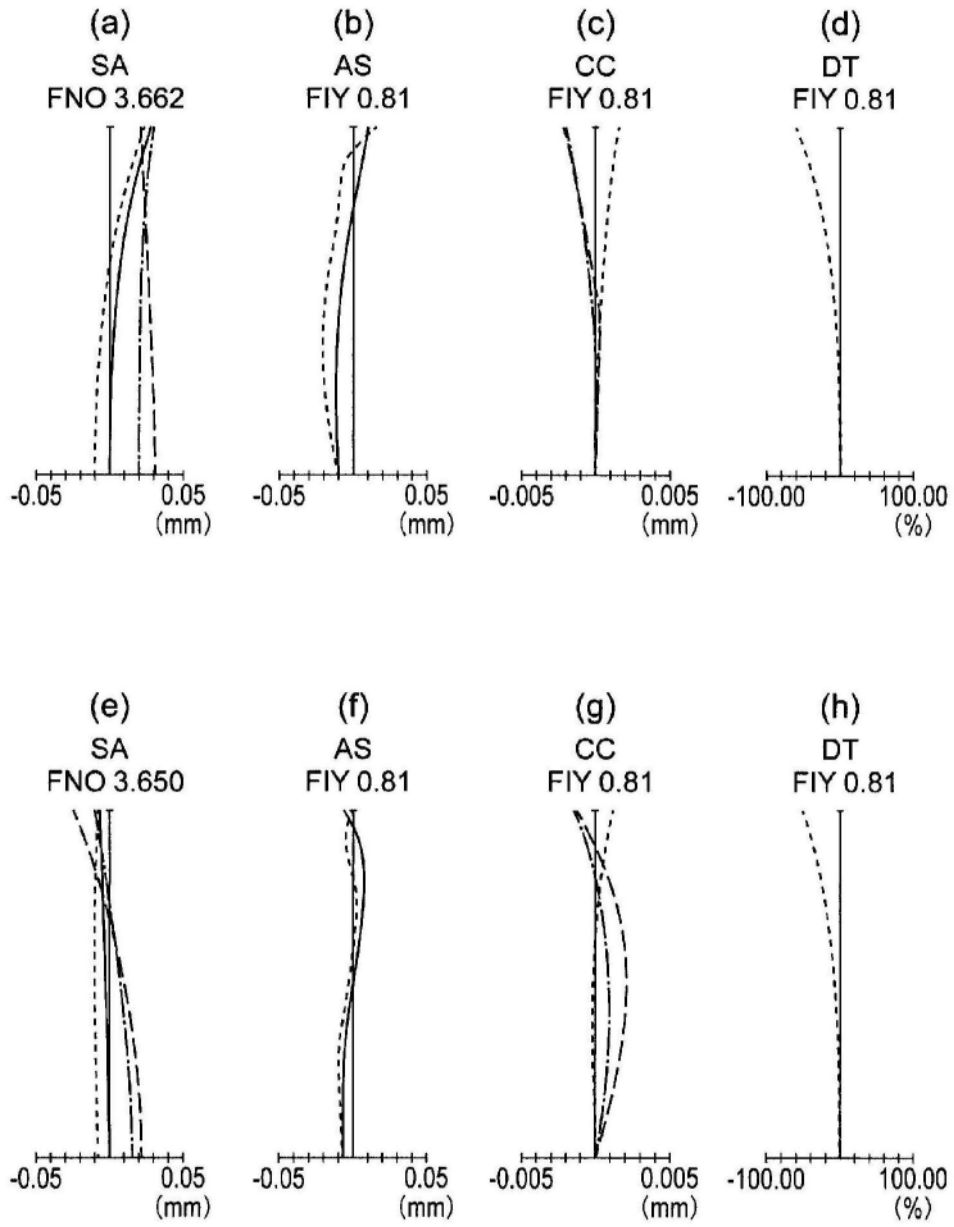 (a) (b) (c) (d)
SA AS CC DT
FNO 3.662 FIY 0.81 FIY 0.81 FIY 0.81
-0.05 0.05 -0.05 0.05 -0.005 0.005 -100.00 100.00
(mm) (mm) (mm) (%)
(e) (f) (g) (h)
SA AS CC DT
FNO 3.650 FIY 0.81 FIY 0.81 FIY 0.81
-0.05 0.05 -0.05 0.05 -0.005 0.005 -100.00 100.00
(mm) (mm) (mm) (%)